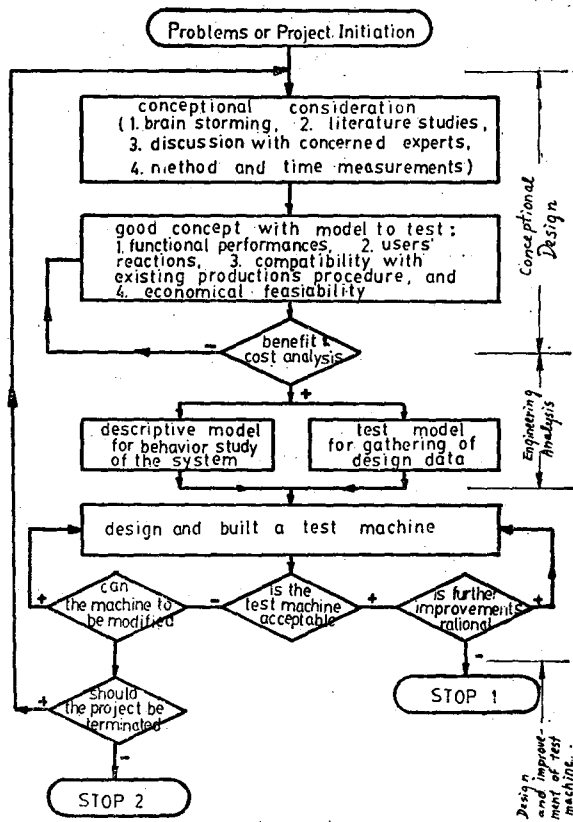 Problems or Project Initiation
conceptional consideration
( 1. brain storming, 2. literature studies,
3. discussion with concerned experts,
4. method and time measurements)
good concept with model to test:
1. functional performances, 2. users'
reactions, 3. compatibility with
existing production's procedure, and
4. economical feasiability
-
benefit &
cost analysis
+
Conceptional
Design
descriptive model
for behavior study
of the system
test model
for gathering of
design data
Engineering
Analysis
design and built a test machine
+
can
the machine to
be modified
-
is the
test machine
acceptable
+
is further
improvements
rational
+
-
STOP 1
+
should
the project be
terminated
-
STOP 2
Design
and improve-
ment of test
machine.